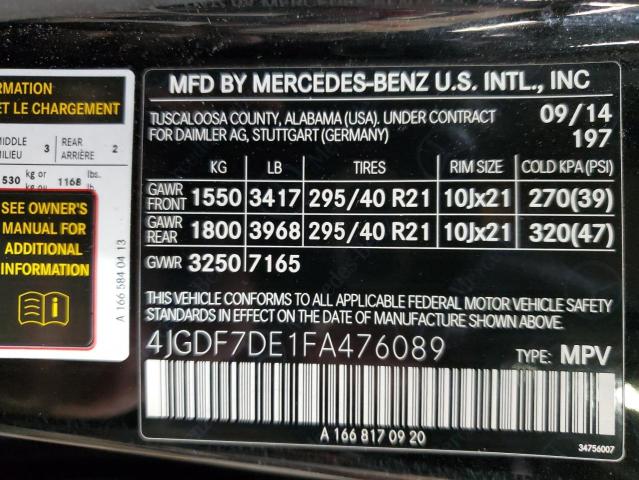 RMATION
ET LE CHARGEMENT
MIDDLE
MILIEU 3 REAR
ARRIÈRE 2
530 kg or
kg ou 1168 lbs.
lb.
SEE OWNER'S
MANUAL FOR
ADDITIONAL
INFORMATION
A 166 584 04 13
MFD BY MERCEDES-BENZ U.S. INTL., INC
TUSCALOOSA COUNTY, ALABAMA (USA). UNDER CONTRACT 09/14
FOR DAIMLER AG, STUTTGART (GERMANY) 197
KG LB TIRES RIM SIZE COLD KPA (PSI)
GAWR
FRONT 1550 3417 295/40 R21 10Jx21 270(39)
GAWR
REAR 1800 3968 295/40 R21 10Jx21 320(47)
GVWR 3250 7165
THIS VEHICLE CONFORMS TO ALL APPLICABLE FEDERAL MOTOR VEHICLE SAFETY
STANDARDS IN EFFECT ON THE DATE OF MANUFACTURE SHOWN ABOVE.
4JGDF7DE1FA476089 TYPE: MPV
A 166 817 09 20
34756007